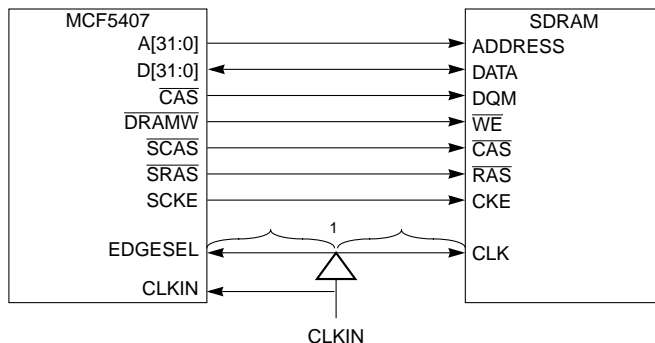 MCF5407
SDRAM
A[31:0]
ADDRESS
D[31:0]
DATA
CAS
DQM
DRAMW
WE
SCAS
CAS
SRAS
RAS
SCKE
CKE
1
EDGESEL
CLK
CLKIN
CLKIN